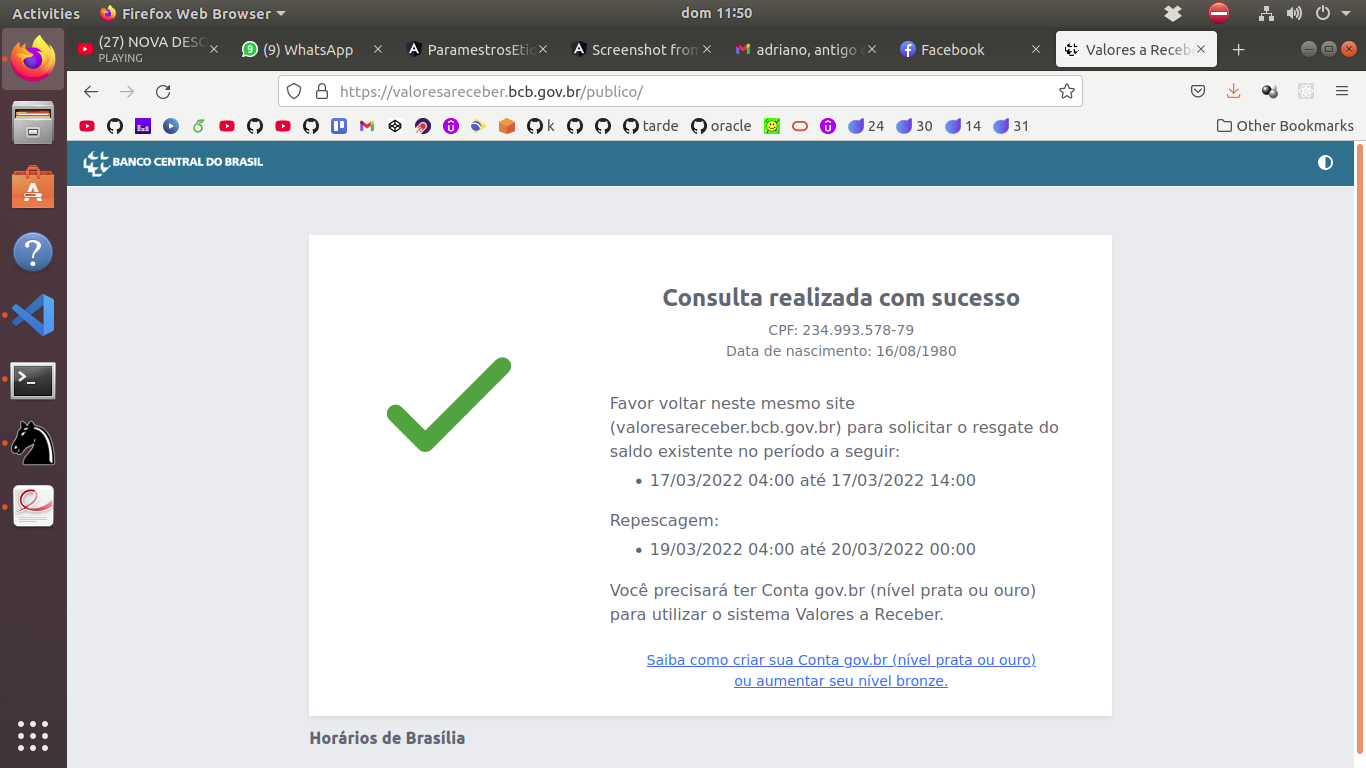 Activities
Firefox Web Browser
dom 11:50
(27) NOVA DESC
PLAYING
(9) WhatsApp
ParamestrosEtic
Screenshot from
adriano, antigo
Facebook
Valores a Receb
https://valoresareceber.bcb.gov.br/publico/
k
tarde
oracle
24
30
14
31
Other Bookmarks
BANCO CENTRAL DO BRASIL
Consulta realizada com sucesso
CPF: 234.993.578-79
Data de nascimento: 16/08/1980
Favor voltar neste mesmo site
(valoresareceber.bcb.gov.br) para solicitar o resgate do
saldo existente no período a seguir:
• 17/03/2022 04:00 até 17/03/2022 14:00
Repescagem:
• 19/03/2022 04:00 até 20/03/2022 00:00
Você precisará ter Conta gov.br (nível prata ou ouro)
para utilizar o sistema Valores a Receber.
Saiba como criar sua Conta gov.br (nível prata ou ouro)
ou aumentar seu nível bronze.
Horários de Brasília